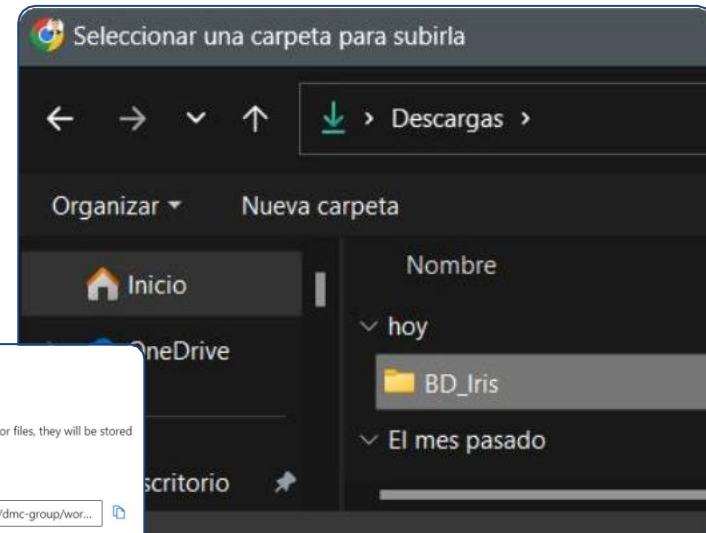 Seleccionar una carpeta para subirla
Descargas
Organizar
Nueva carpeta
Nombre
Inicio
hoy
OneDrive
BD_Iris
or files, they will be stored
El mes pasado
scritorio
/dmc-group/wor...